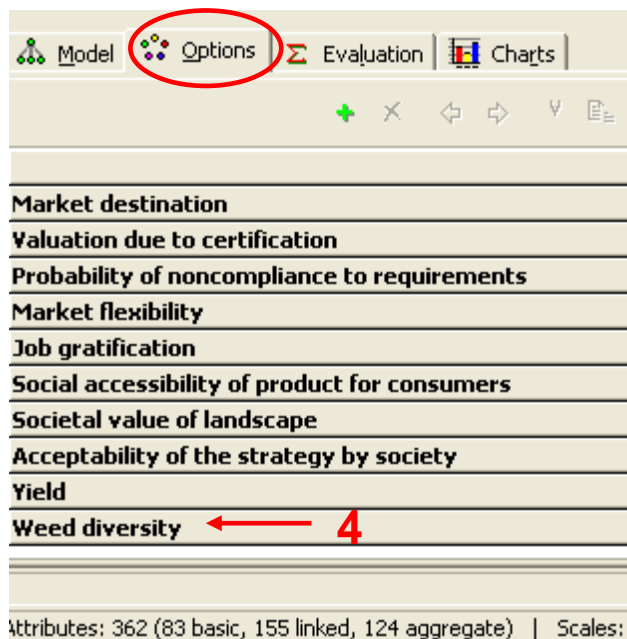 Model Options Σ Evaluation Charts
Market destination
Valuation due to certification
Probability of noncompliance to requirements
Market flexibility
Job gratification
Social accessibility of product for consumers
Societal value of landscape
Acceptability of the strategy by society
Yield
Weed diversity 4
Attributes: 362 (83 basic, 155 linked, 124 aggregate) | Scales: